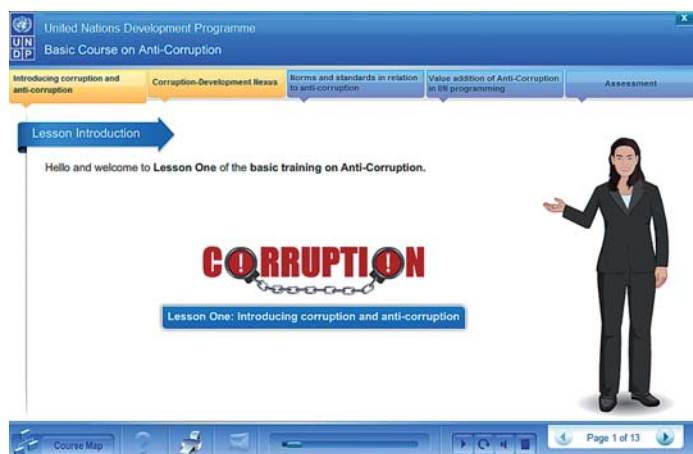 United Nations Development Programme
UN
DP
Basic Course on Anti-Corruption
X
Introducing corruption and
anti-corruption
Corruption-Development Nexus
Norms and standards in relation
to anti-corruption
Value addition of Anti-Corruption
in UN programming
Assessment
Lesson Introduction
Hello and welcome to Lesson One of the basic training on Anti-Corruption.
CORRUPTION
Lesson One: Introducing corruption and anti-corruption
Course Map
?
Page 1 of 13